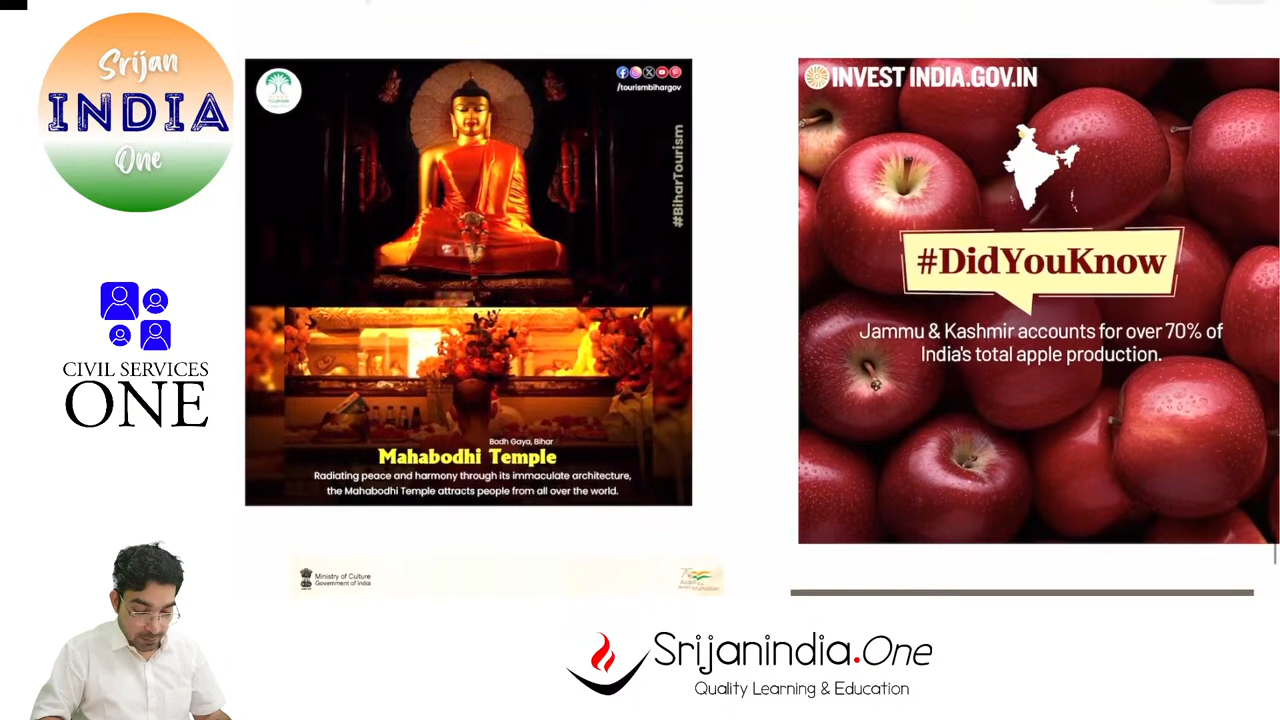 Srijan
INDIA
One
CIVIL SERVICES
ONE
/tourismbihargov
#BiharTourism
Bodh Gaya, Bihar
Mahabodhi Temple
Radiating peace and harmony through its immaculate architecture,
the Mahabodhi Temple attracts people from all over the world.
Ministry of Culture
Government of India
INVEST INDIA.GOV.IN
#DidYouKnow
Jammu & Kashmir accounts for over 70% of
India's total apple production.
Srijanindia.One
Quality Learning & Education